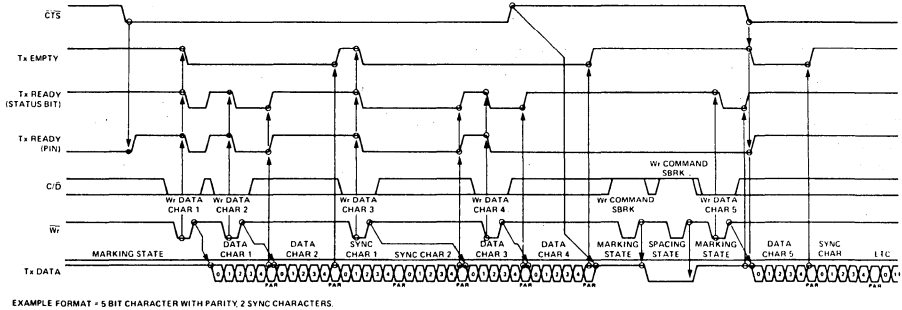 CTS
Tx EMPTY
Tx READY
(STATUS BIT)
Tx READY
(PIN)
Wr COMMAND
SBRK
C/D
Wr DATA
CHAR 1
Wr DATA
CHAR 2
Wr DATA
CHAR 3
Wr DATA
CHAR 4
Wr COMMAND
SBRK
Wr DATA
CHAR 5
Wr
MARKING STATE
DATA
CHAR 1
DATA
CHAR 2
SYNC
CHAR 1
SYNC CHAR 2
DATA
CHAR 3
DATA
CHAR 4
MARKING
STATE
SPACING
STATE
MARKING
STATE
DATA
CHAR 5
SYNC
CHAR
ETC
Tx DATA
PAR PAR PAR PAR PAR PAR PAR PAR
EXAMPLE FORMAT = 5 BIT CHARACTER WITH PARITY, 2 SYNC CHARACTERS.